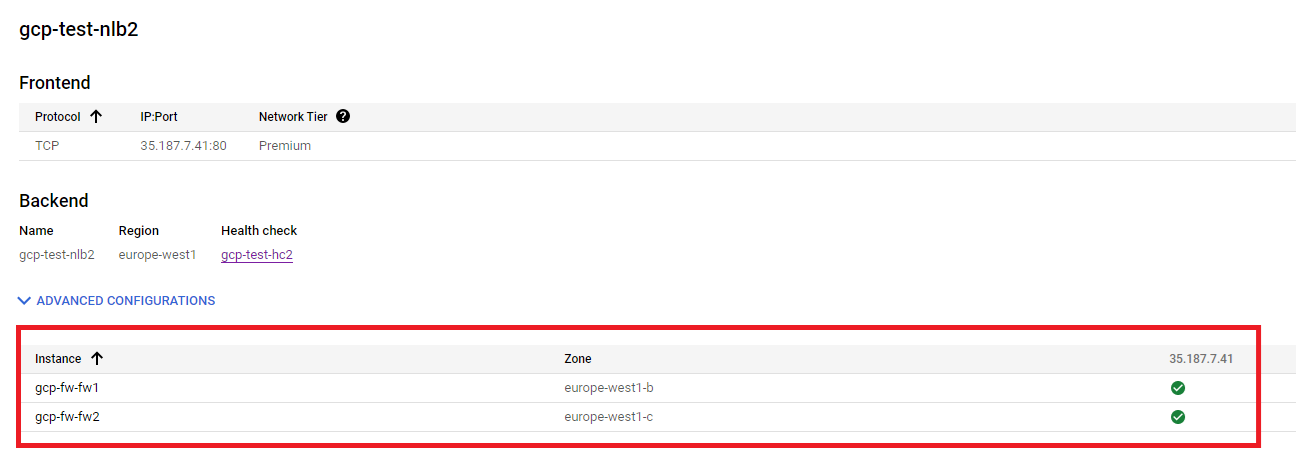 gcp-test-nlb2
Frontend
Protocol IP:Port Network Tier ?
TCP 35.187.7.41:80 Premium
Backend
Name Region Health check
gcp-test-nlb2 europe-west1 gcp-test-hc2
ADVANCED CONFIGURATIONS
Instance Zone 35.187.7.41
gcp-fw-fw1 europe-west1-b
gcp-fw-fw2 europe-west1-c